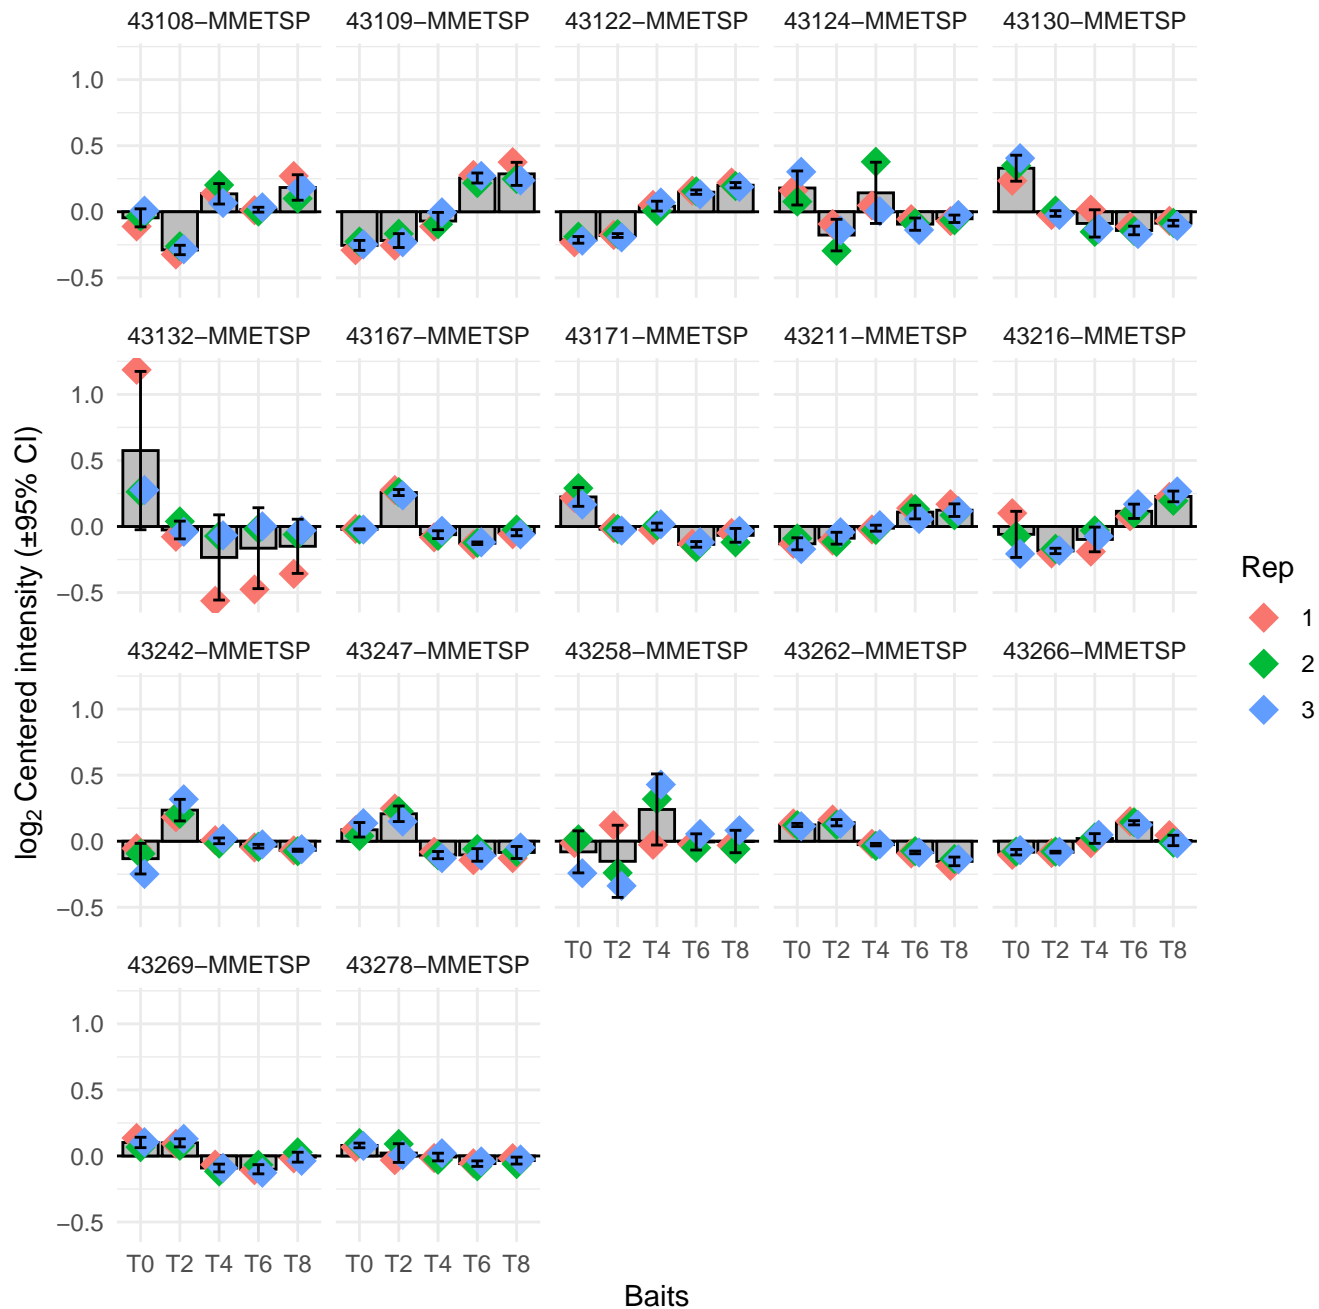 43108−MMETSP 43109−MMETSP 43122−MMETSP 43124−MMETSP 43130−MMETSP
1.0
0.5
0.0
−0.5
43132−MMETSP 43167−MMETSP 43171−MMETSP 43211−MMETSP 43216−MMETSP
1.0
0.5
0.0
−0.5
43242−MMETSP 43247−MMETSP 43258−MMETSP 43262−MMETSP 43266−MMETSP
1.0
0.5
0.0
−0.5
T0 T2 T4 T6 T8 T0 T2 T4 T6 T8 T0 T2 T4 T6 T8
43269−MMETSP 43278−MMETSP
1.0
0.5
0.0
−0.5
T0 T2 T4 T6 T8 T0 T2 T4 T6 T8
Baits
log₂ Centered intensity (±95% CI)
Rep
1
2
3